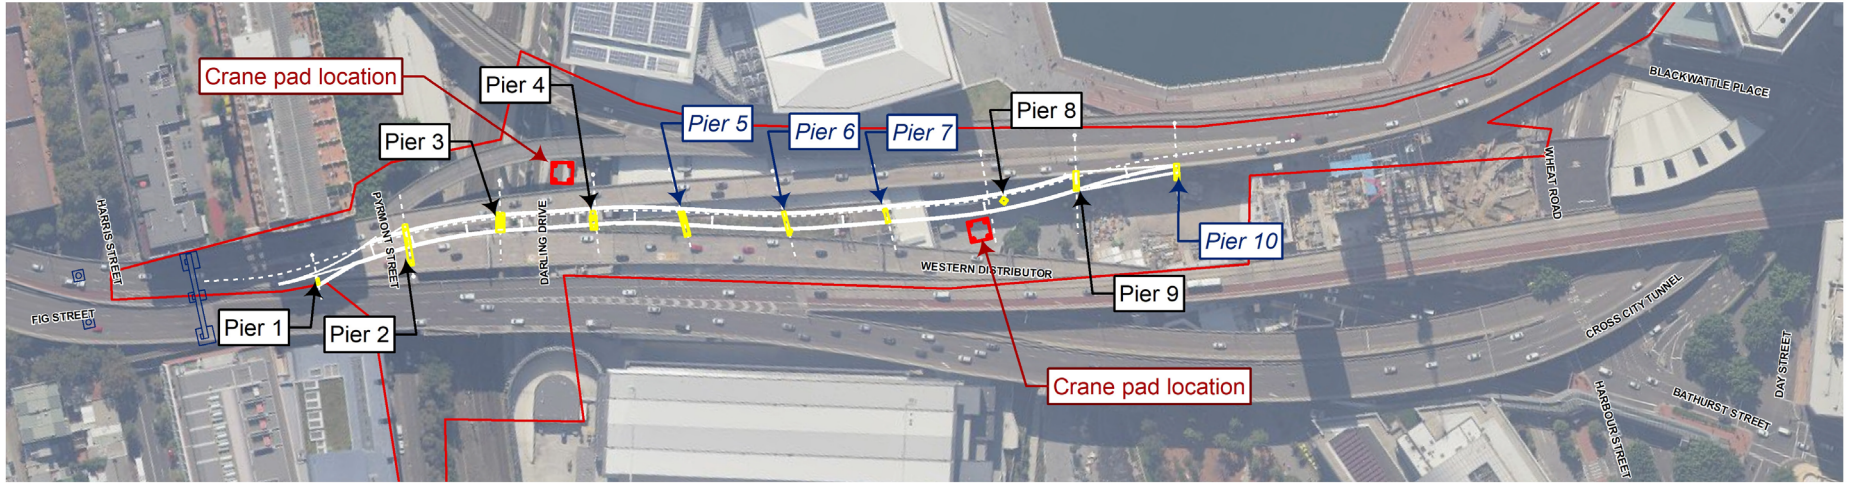 Crane pad location
Pier 4
Pier 5
Pier 6
Pier 7
Pier 8
Pier 3
BLACKWATTLE PLACE
HARRIS STREET
PYRMONT STREET
DARLING DRIVE
WHEAT ROAD
Pier 10
WESTERN DISTRIBUTOR
Pier 9
FIG STREET
Pier 1
Pier 2
CROSS CITY TUNNEL
Crane pad location
DAY STREET
HARBOUR STREET
BATHURST STREET